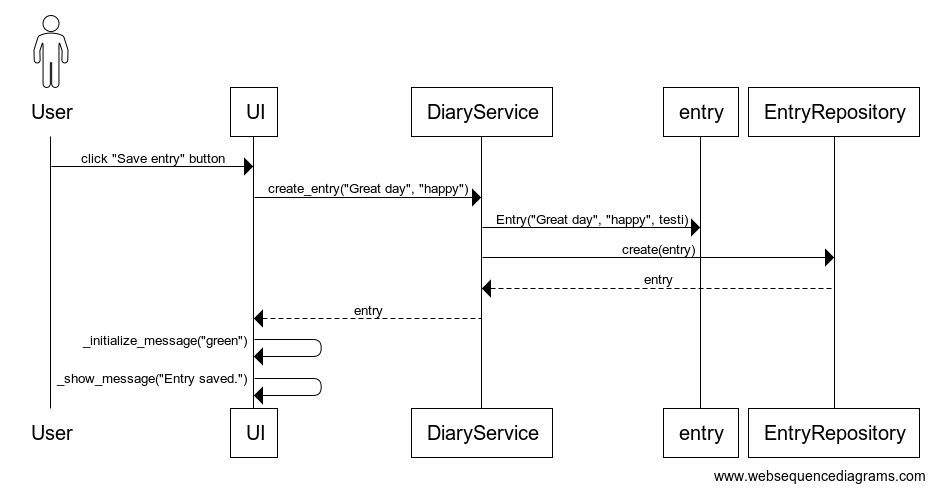 User
UI
DiaryService
entry
EntryRepository
click "Save entry" button
create_entry("Great day", "happy")
Entry("Great day", "happy", testi)
create(entry)
entry
entry
_initialize_message("green")
_show_message("Entry saved.")
User
UI
DiaryService
entry
EntryRepository
www.websequencediagrams.com